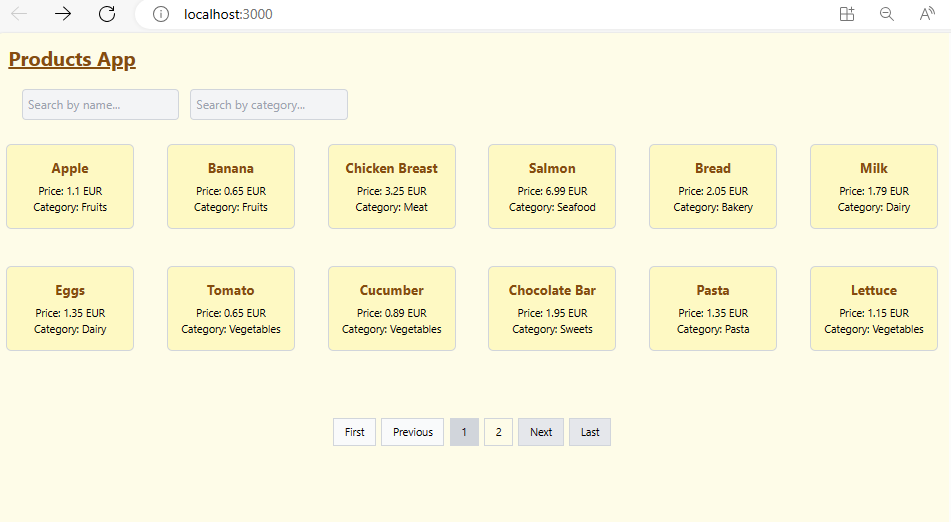 localhost:3000
Products App
Search by name... Search by category...
Apple Banana Chicken Breast Salmon Bread Milk
Price: 1.1 EUR Price: 0.65 EUR Price: 3.25 EUR Price: 6.99 EUR Price: 2.05 EUR Price: 1.79 EUR
Category: Fruits Category: Fruits Category: Meat Category: Seafood Category: Bakery Category: Dairy
Eggs Tomato Cucumber Chocolate Bar Pasta Lettuce
Price: 1.35 EUR Price: 0.65 EUR Price: 0.89 EUR Price: 1.95 EUR Price: 1.35 EUR Price: 1.15 EUR
Category: Dairy Category: Vegetables Category: Vegetables Category: Sweets Category: Pasta Category: Vegetables
First Previous 1 2 Next Last